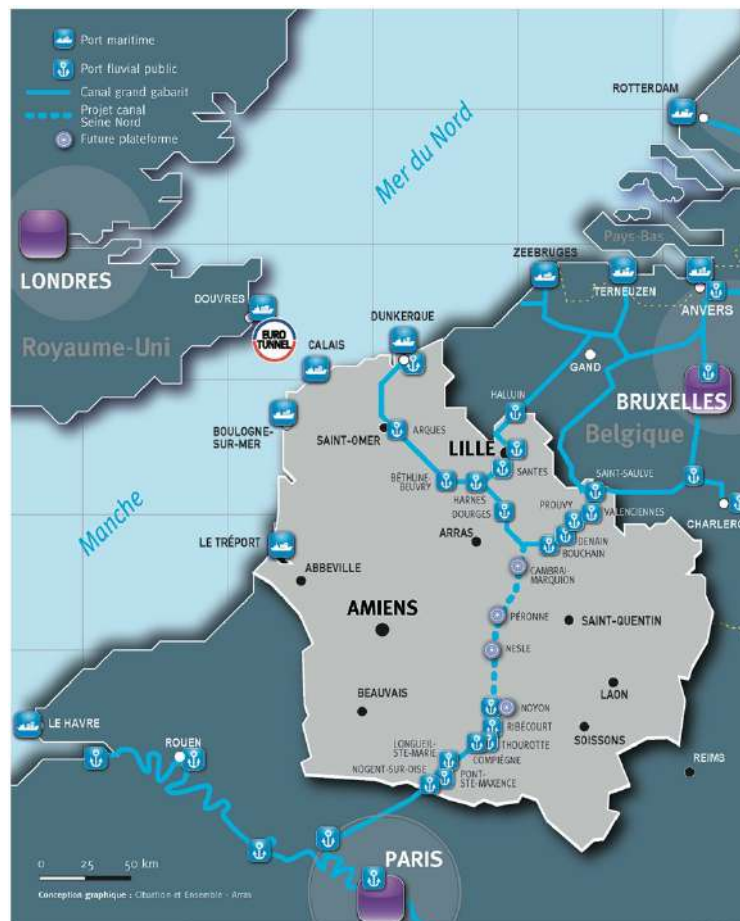 Port maritime
Port fluvial public
Canal grand gabarit
Projet canal
Seine Nord
Future plateforme
ROTTERDAM
Mer du Nord
Pays-Bas
LONDRES
ZEEBRUGES
TERNEUZEN
ANVERS
DOUVRES
EURO
TUNNEL
Royaume-Uni
DUNKERQUE
CALAIS
GAND
BRUXELLES
Belgique
HALLUIN
BOULOGNE-
SUR-MER
SAINT-OMER
ARQUES
LILLE
SANTES
BÉTHUNE-
BEUVRY
HARNES
DOURGES
SAINT-SAULVE
PROUVY
VALENCIENNES
CHARLERO
Manche
ARRAS
DENAIN
BOUCHAIN
LE TRÉPORT
ABBEVILLE
CAMBRAI-
MARQUION
AMIENS
PÉRONNE
SAINT-QUENTIN
NESLE
BEAUVAIS
LAON
NOYON
RIBÉCOURT
LE HAVRE
ROUEN
LONGUEIL-
STE-MARIE
THOUROTTE
SOISSONS
COMPIÈGNE
NOGENT-SUR-OISE
PONT-
STE-MAXENCE
REIMS
PARIS
0 25 50 km
Conception graphique : Obsurtion et Ensemble - Arras